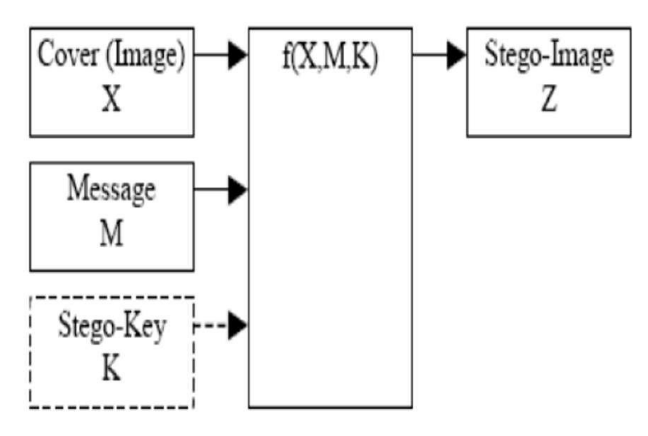 Cover (Image)
X
f(X,M,K)
Stego-Image
Z
Message
M
Stego-Key
K